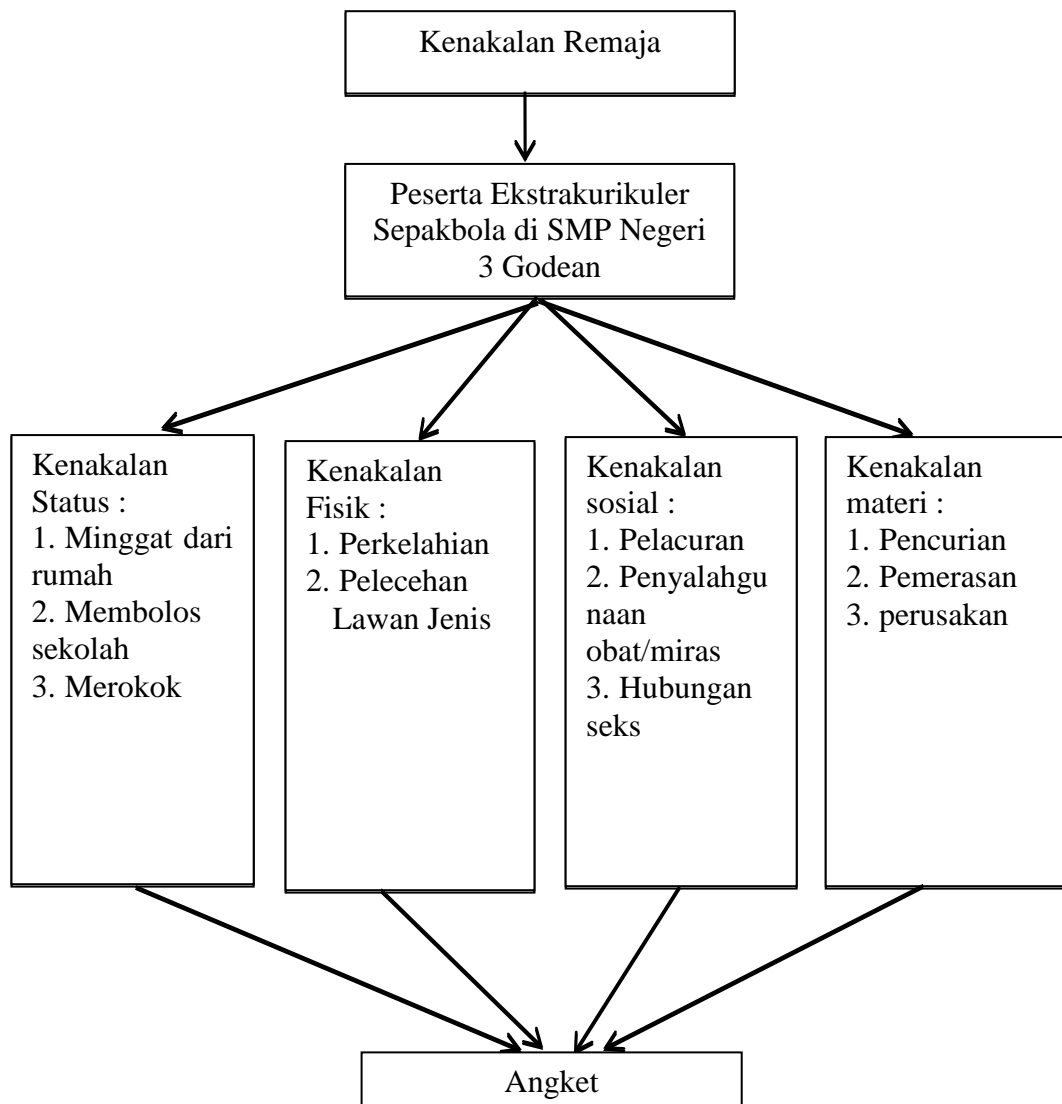 Kenakalan Remaja
Peserta Ekstrakurikuler
Sepakbola di SMP Negeri
3 Godean
Kenakalan
Status :
1. Minggat dari
rumah
2. Membolos
sekolah
3. Merokok
Kenakalan
Fisik :
1. Perkelahian
2. Pelecehan
Lawan Jenis
Kenakalan
sosial :
1. Pelacuran
2. Penyalahgu
naan
obat/miras
3. Hubungan
seks
Kenakalan
materi :
1. Pencurian
2. Pemerasan
3. perusakan
Angket